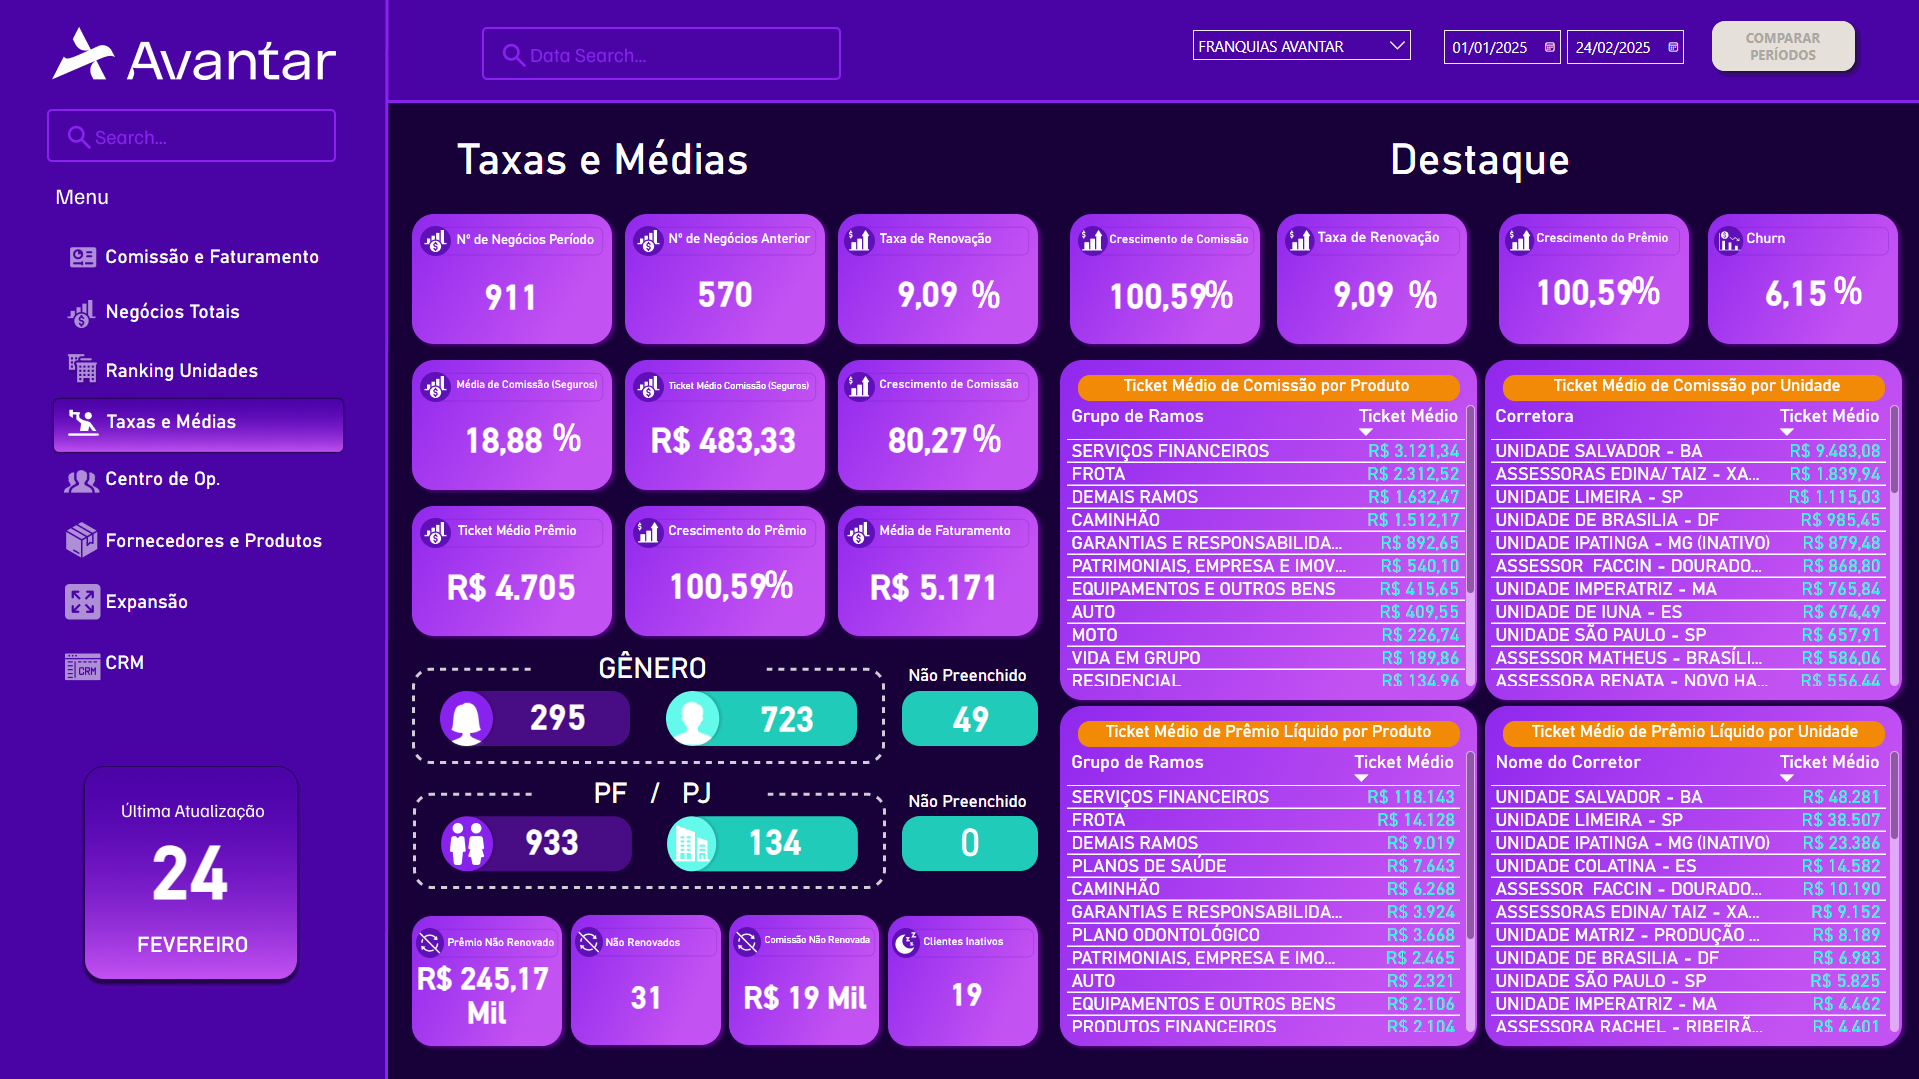 Avantar
Search...
Menu
Comissão e Faturamento
Negócios Totais
Ranking Unidades
Taxas e Médias
Centro de Op.
Fornecedores e Produtos
Expansão
CRM
CRM
Última Atualização
24
FEVEREIRO
Data Search...
FRANQUIAS AVANTAR
01/01/2025
24/02/2025
COMPARAR
PERÍODOS
Taxas e Médias
Nº de Negócios Período
911
Nº de Negócios Anterior
570
Taxa de Renovação
9,09 %
Média de Comissão (Seguros)
18,88 %
Ticket Médio Comissão (Seguros)
R$ 483,33
Crescimento de Comissão
80,27 %
Ticket Médio Prêmio
R$ 4.705
Crescimento do Prêmio
100,59%
Média de Faturamento
R$ 5.171
GÊNERO
295
723
Não Preenchido
49
PF / PJ
933
134
Não Preenchido
0
Prêmio Não Renovado
R$ 245,17
Mil
Não Renovados
31
Comissão Não Renovada
R$ 19 Mil
Clientes Inativos
19
Destaque
Crescimento de Comissão
100,59%
Taxa de Renovação
9,09 %
Crescimento do Prêmio
100,59%
Churn
6,15 %
Ticket Médio de Comissão por Produto
Grupo de Ramos Ticket Médio
SERVIÇOS FINANCEIROS R$ 3.121,34
FROTA R$ 2.312,52
DEMAIS RAMOS R$ 1.632,47
CAMINHÃO R$ 1.512,17
GARANTIAS E RESPONSABILIDA... R$ 892,65
PATRIMONIAIS, EMPRESA E IMOV... R$ 540,10
EQUIPAMENTOS E OUTROS BENS R$ 415,65
AUTO R$ 409,55
MOTO R$ 226,74
VIDA EM GRUPO R$ 189,86
RESIDENCIAL R$ 134,96
Ticket Médio de Comissão por Unidade
Corretora Ticket Médio
UNIDADE SALVADOR - BA R$ 9.483,08
ASSESSORAS EDINA/ TAIZ - XA... R$ 1.839,94
UNIDADE LIMEIRA - SP R$ 1.115,03
UNIDADE DE BRASILIA - DF R$ 985,45
UNIDADE IPATINGA - MG (INATIVO) R$ 879,48
ASSESSOR FACCIN - DOURADO... R$ 868,80
UNIDADE IMPERATRIZ - MA R$ 765,84
UNIDADE DE IUNA - ES R$ 674,49
UNIDADE SÃO PAULO - SP R$ 657,91
ASSESSOR MATHEUS - BRASÍLI... R$ 586,06
ASSESSORA RENATA - NOVO HA... R$ 556,44
Ticket Médio de Prêmio Líquido por Produto
Grupo de Ramos Ticket Médio
SERVIÇOS FINANCEIROS R$ 118.143
FROTA R$ 14.128
DEMAIS RAMOS R$ 9.019
PLANOS DE SAÚDE R$ 7.643
CAMINHÃO R$ 6.268
GARANTIAS E RESPONSABILIDA... R$ 3.924
PLANO ODONTOLÓGICO R$ 3.668
PATRIMONIAIS, EMPRESA E IMO... R$ 2.465
AUTO R$ 2.321
EQUIPAMENTOS E OUTROS BENS R$ 2.106
PRODUTOS FINANCEIROS R$ 2.104
Ticket Médio de Prêmio Líquido por Unidade
Nome do Corretor Ticket Médio
UNIDADE SALVADOR - BA R$ 48.281
UNIDADE LIMEIRA - SP R$ 38.507
UNIDADE IPATINGA - MG (INATIVO) R$ 23.386
UNIDADE COLATINA - ES R$ 14.582
ASSESSOR FACCIN - DOURADO... R$ 10.190
ASSESSORAS EDINA/ TAIZ - XA... R$ 9.152
UNIDADE MATRIZ - PRODUÇÃO ... R$ 8.189
UNIDADE DE BRASILIA - DF R$ 6.983
UNIDADE SÃO PAULO - SP R$ 5.825
UNIDADE IMPERATRIZ - MA R$ 4.462
ASSESSORA RACHEL - RIBEIRÃ... R$ 4.401